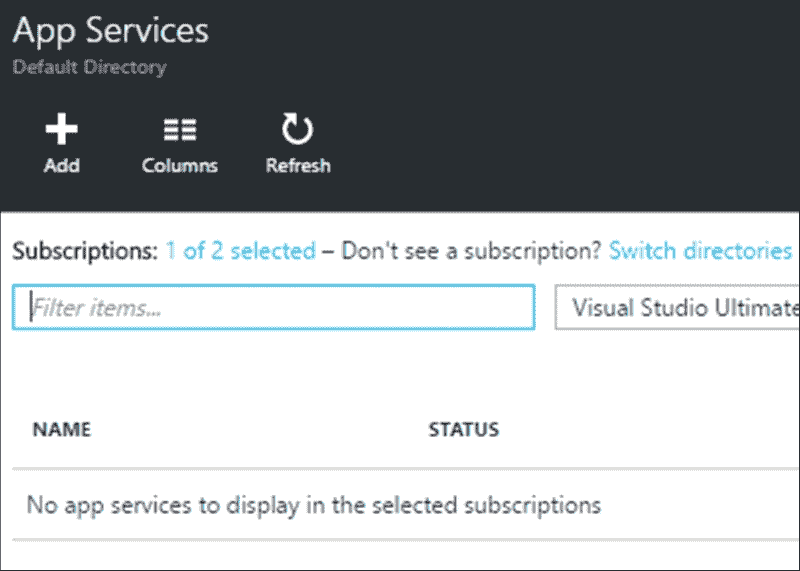 App Services
Default Directory
Add Columns Refresh
Subscriptions: 1 of 2 selected – Don't see a subscription? Switch directories
Filter items... Visual Studio Ultimate
NAME STATUS
No app services to display in the selected subscriptions